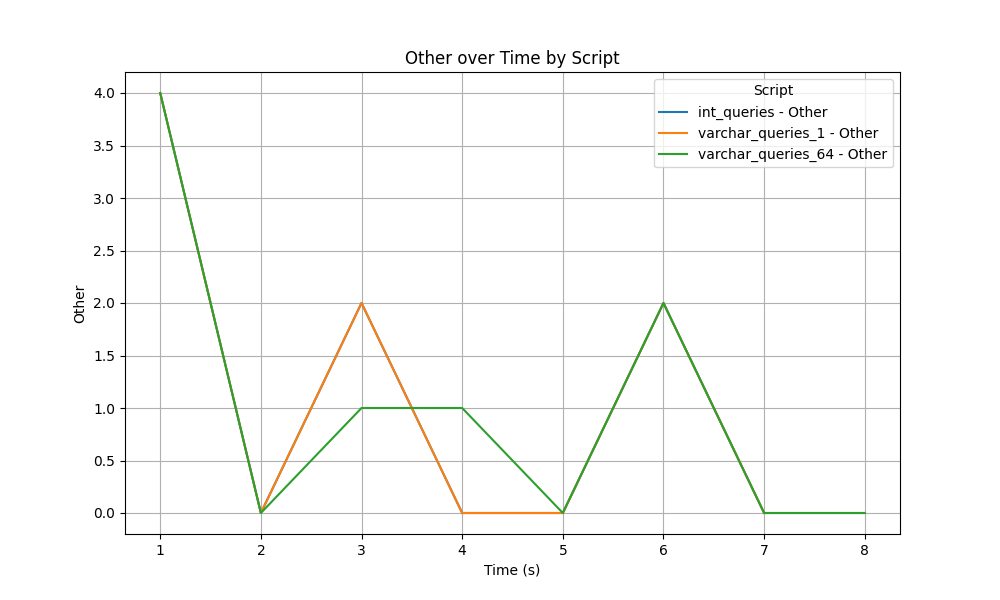 Other over Time by Script
Script
int_queries - Other
varchar_queries_1 - Other
varchar_queries_64 - Other
4.0
3.5
3.0
2.5
2.0
1.5
1.0
0.5
0.0
Other
1 2 3 4 5 6 7 8
Time (s)